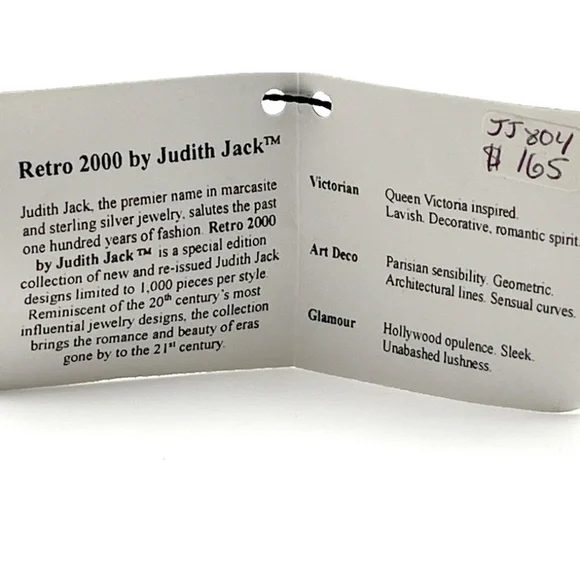 Retro 2000 by Judith Jack™
Judith Jack, the premier name in marcasite
and sterling silver jewelry, salutes the past
one hundred years of fashion. Retro 2000
by Judith Jack ™ is a special edition
collection of new and re-issued Judith Jack
designs limited to 1,000 pieces per style.
Reminiscent of the 20th century's most
influential jewelry designs, the collection
brings the romance and beauty of eras
gone by to the 21st century.
JJ804
$165
Victorian Queen Victoria inspired.
Lavish. Decorative, romantic spirit.
Art Deco Parisian sensibility. Geometric.
Architectural lines. Sensual curves.
Glamour Hollywood opulence. Sleek.
Unabashed lushness.